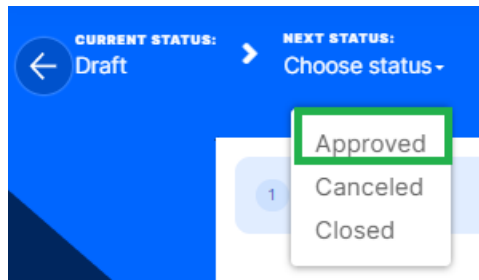 CURRENT STATUS:
Draft
NEXT STATUS:
Choose status
Approved
1
Canceled
Closed